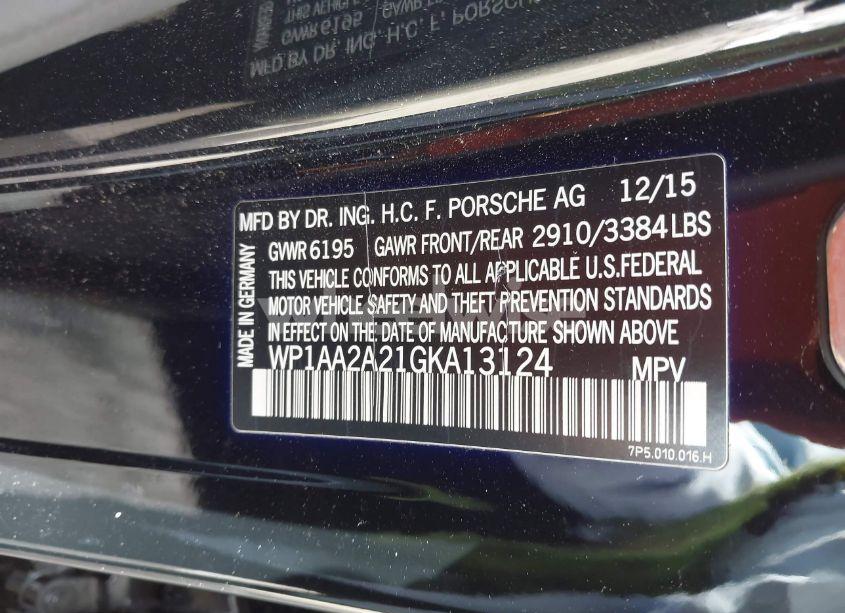 MFD BY DR. ING. H.C. F. PORSCHE AG 12/15
GVWR 6195 GAWR FRONT/REAR 2910/3384 LBS
THIS VEHICLE CONFORMS TO ALL APPLICABLE U.S.FEDERAL
MOTOR VEHICLE SAFETY AND THEFT PREVENTION STANDARDS
IN EFFECT ON THE DATE OF MANUFACTURE SHOWN ABOVE
WP1AA2A21GKA13124 MPV
7P5.010.016.H
MADE IN GERMANY